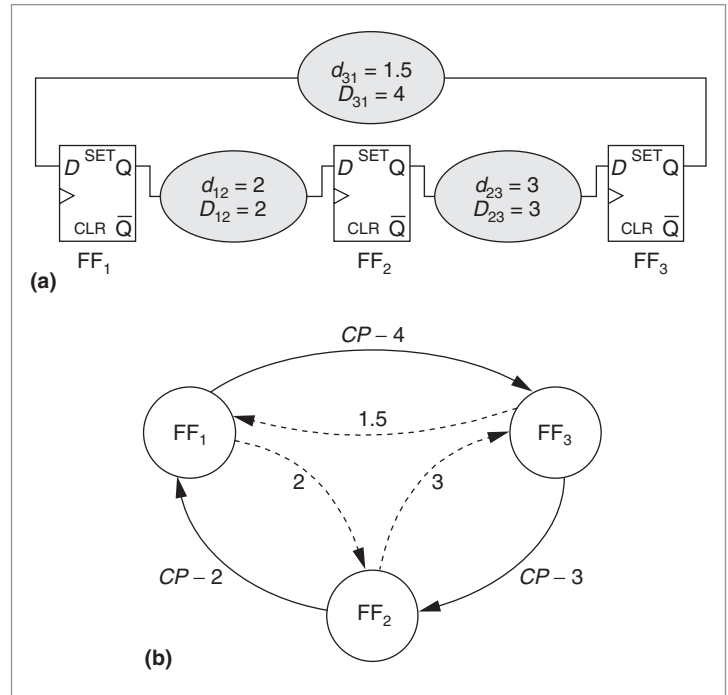 d₃₁ = 1.5
D₃₁ = 4
D SET Q
CLR Q̅
FF₁
d₁₂ = 2
D₁₂ = 2
D SET Q
CLR Q̅
FF₂
d₂₃ = 3
D₂₃ = 3
D SET Q
CLR Q̅
FF₃
(a)
CP – 4
FF₁
1.5
FF₃
2
3
CP – 2
CP – 3
FF₂
(b)